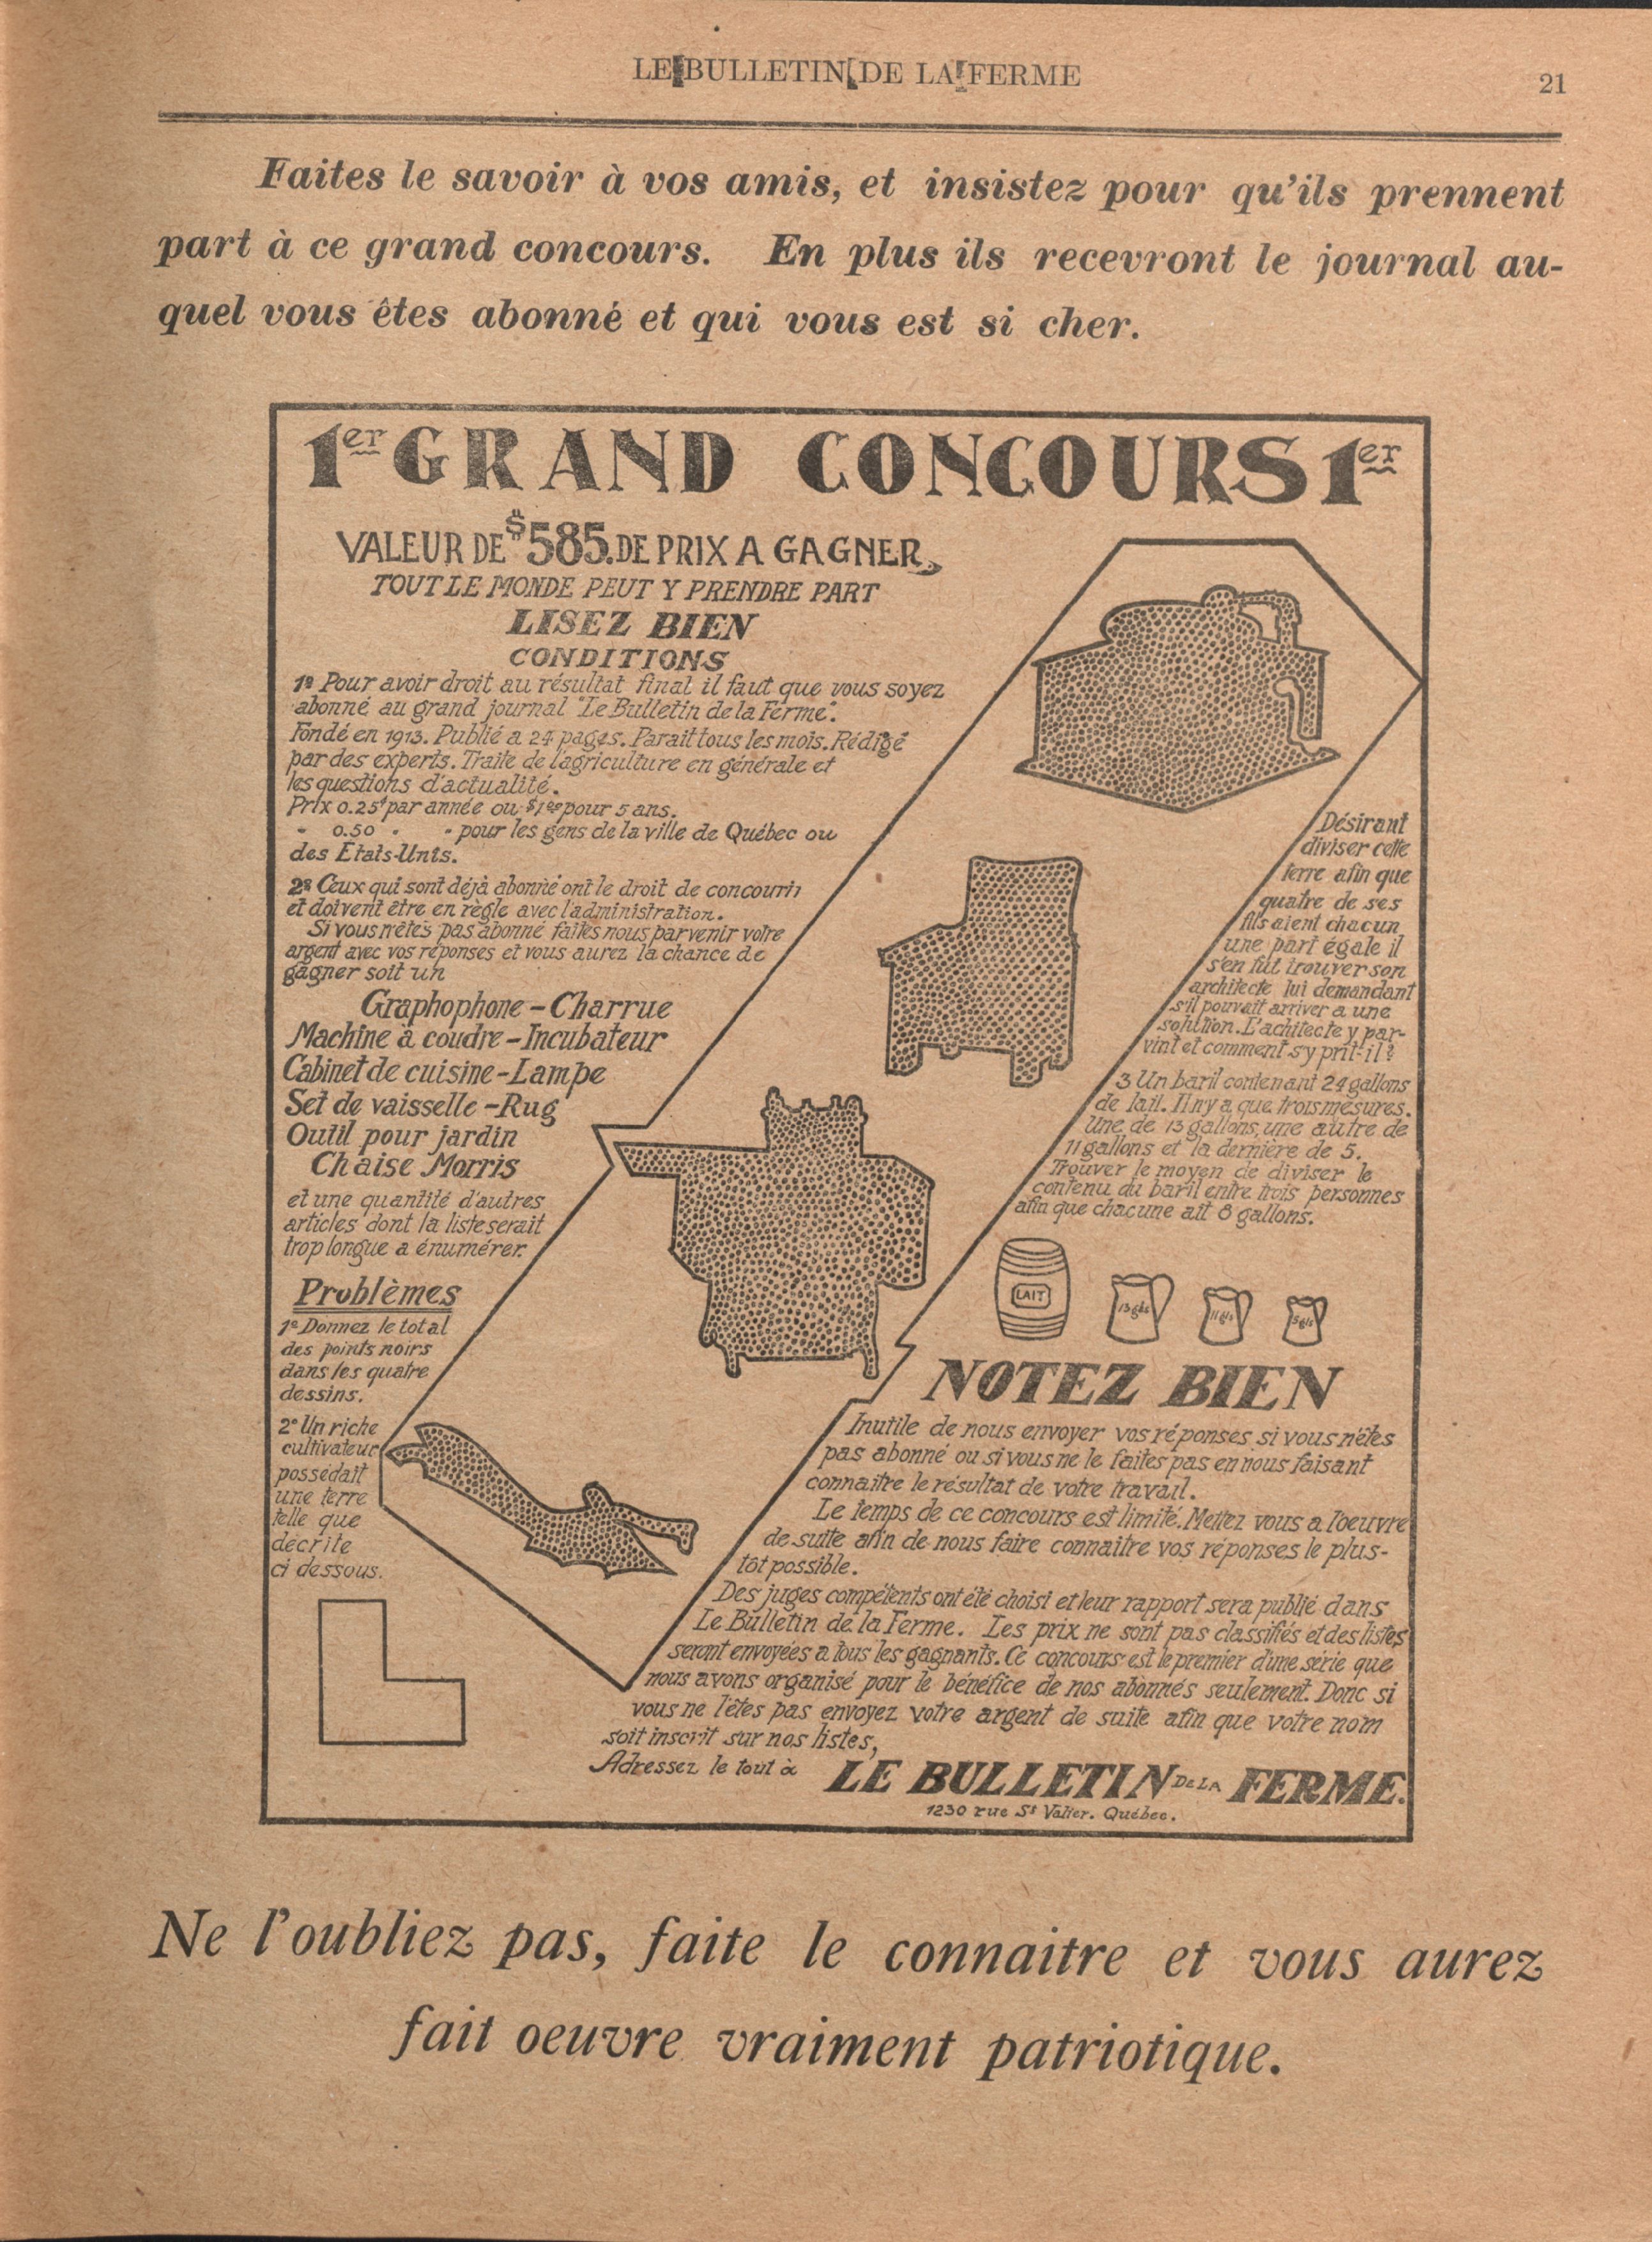 LE BULLETIN DE LA FERME
21
Faites le savoir à vos amis, et insistez pour qu'ils prennent
part à ce grand concours. En plus ils recevront le journal au-
quel vous êtes abonné et qui vous est si cher.
1er GRAND CONCOURS 1er
VALEUR DE $585. DE PRIX A GAGNER,
TOUT LE MONDE PEUT Y PRENDRE PART
LISEZ BIEN
CONDITIONS
1º Pour avoir droit au résultat final il faut que vous soyez
abonné au grand journal "Le Bulletin de la Ferme".
Fondé en 1913. Publié a 24 pages. Parait tous les mois. Rédigé
par des experts. Traite de l'agriculture en générale et
les questions d'actualité.
Prix 0.25¢ par année ou $1.00 pour 5 ans.
" 0.50 " " pour les gens de la ville de Québec ou
des Etats-Unis.
2º Ceux qui sont déjà abonné ont le droit de concourir
et doivent être en règle avec l'administration.
Si vous n'êtes pas abonné faites nous parvenir votre
argent avec vos réponses et vous aurez la chance de
gagner soit un
Graphophone - Charrue
Machine à coudre - Incubateur
Cabinet de cuisine - Lampe
Set de vaisselle - Rug
Outil pour jardin
Chaise Morris
et une quantité d'autres
articles dont la liste serait
trop longue a énumérer.
Problèmes
1º Donnez le total
des points noirs
dans les quatre
dessins.
2º Un riche
cultivateur
possédait
une terre
telle que
décrite
ci dessous.
Désirant
diviser cette
terre afin que
quatre de ses
fils aient chacun
une part égale il
s'en fut trouver son
architecte lui demandant
s'il pouvait arriver a une
solution. L'achitecte y par-
vint et comment s'y prit-il?
3 Un baril contenant 24 gallons
de lait. Il n'y a que trois mesures.
Une de 13 gallons, une autre de
11 gallons et la dernière de 5.
Trouver le moyen de diviser le
contenu du baril entre trois personnes
afin que chacune ait 8 gallons.
LAIT
13 gls
11 gls
5 gls
NOTEZ BIEN
Inutile de nous envoyer vos réponses si vous n'êtes
pas abonné ou si vous ne le faites pas en nous faisant
connaitre le résultat de votre travail.
Le temps de ce concours est limité. Mettez vous a l'oeuvre
de suite afin de nous faire connaitre vos réponses le plus-
tôt possible.
Des juges compétents ont été choisi et leur rapport sera publié dans
Le Bulletin de la Ferme. Les prix ne sont pas classifiés et des listes
seront envoyées a tous les gagnants. Ce concours est le premier d'une série que
nous avons organisé pour le bénéfice de nos abonnés seulement. Donc si
vous ne l'êtes pas envoyez votre argent de suite afin que votre nom
soit inscrit sur nos listes,
Adressez le tout à LE BULLETIN DE LA FERME.
1230 rue St Valier. Québec.
Ne l'oubliez pas, faite le connaitre et vous aurez
fait oeuvre vraiment patriotique.